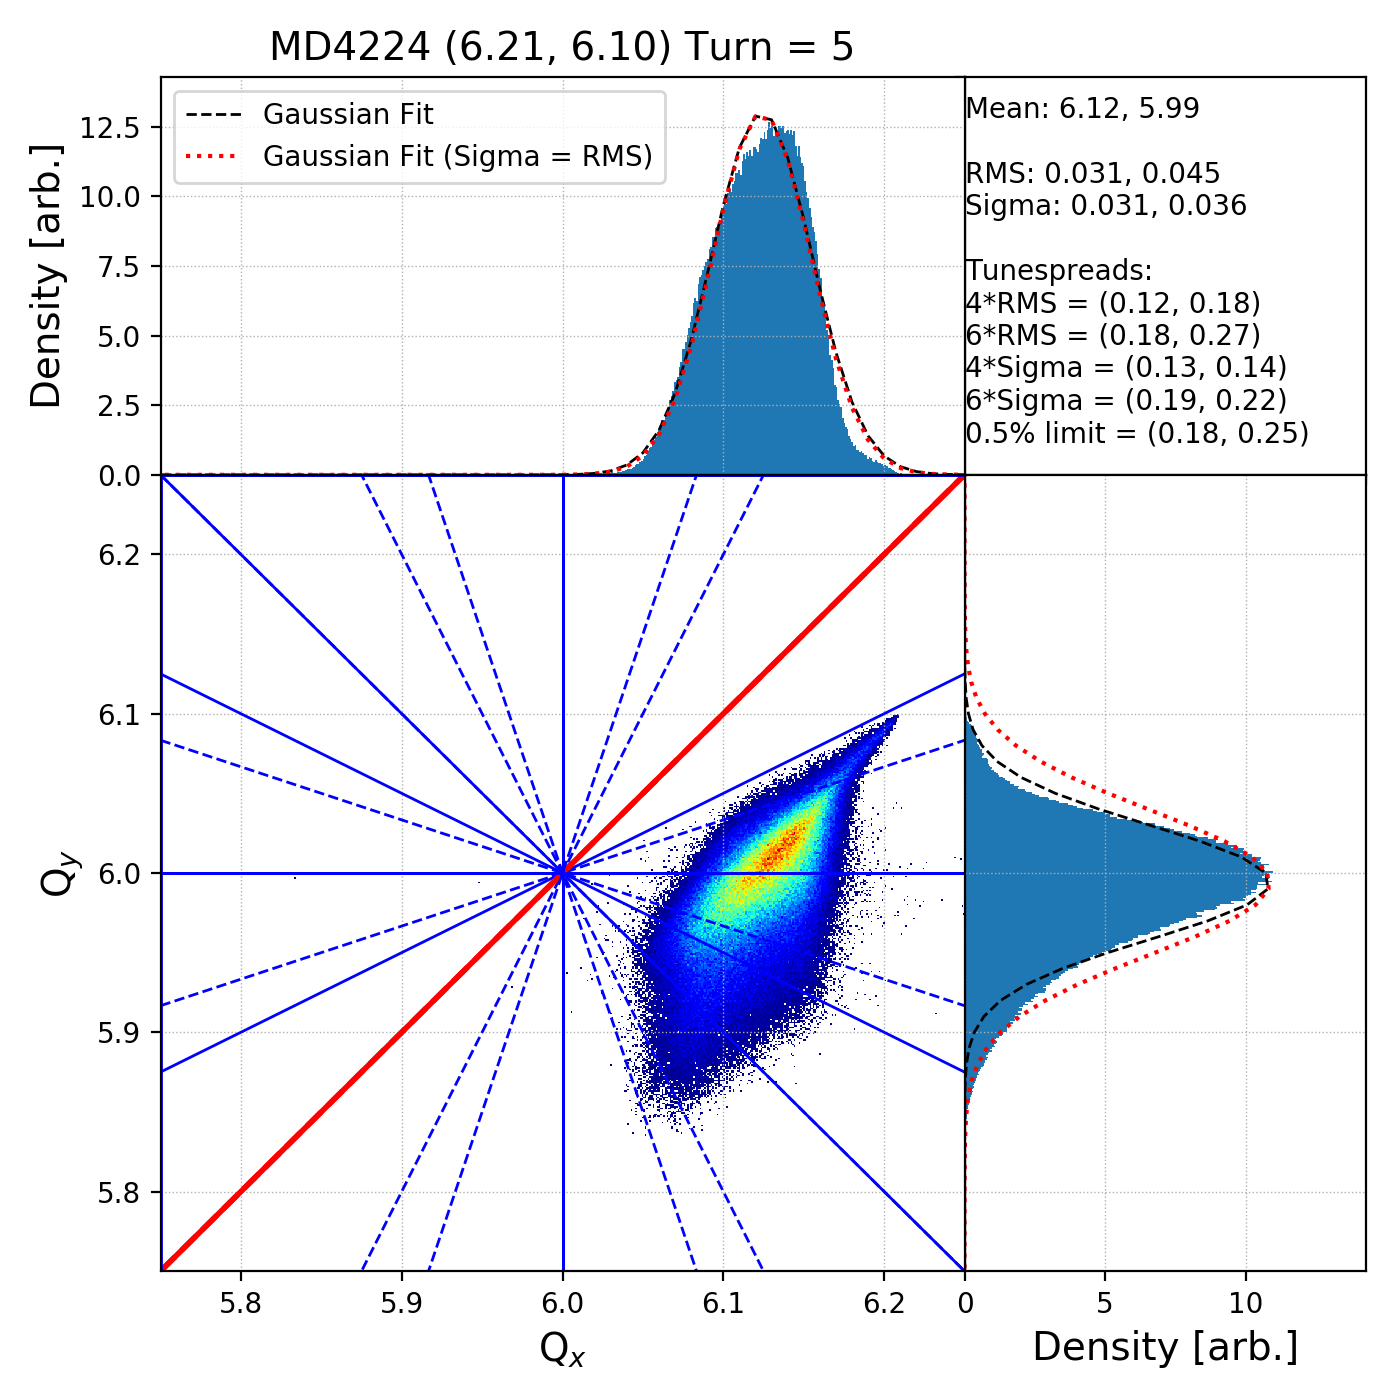 MD4224 (6.21, 6.10) Turn = 5
Gaussian Fit
Gaussian Fit (Sigma = RMS)
Density [arb.]
12.5
10.0
7.5
5.0
2.5
0.0
Mean: 6.12, 5.99
RMS: 0.031, 0.045
Sigma: 0.031, 0.036
Tunespreads:
4*RMS = (0.12, 0.18)
6*RMS = (0.18, 0.27)
4*Sigma = (0.13, 0.14)
6*Sigma = (0.19, 0.22)
0.5% limit = (0.18, 0.25)
Qy
6.2
6.1
6.0
5.9
5.8
5.8 5.9 6.0 6.1 6.2
Qx
0 5 10
Density [arb.]